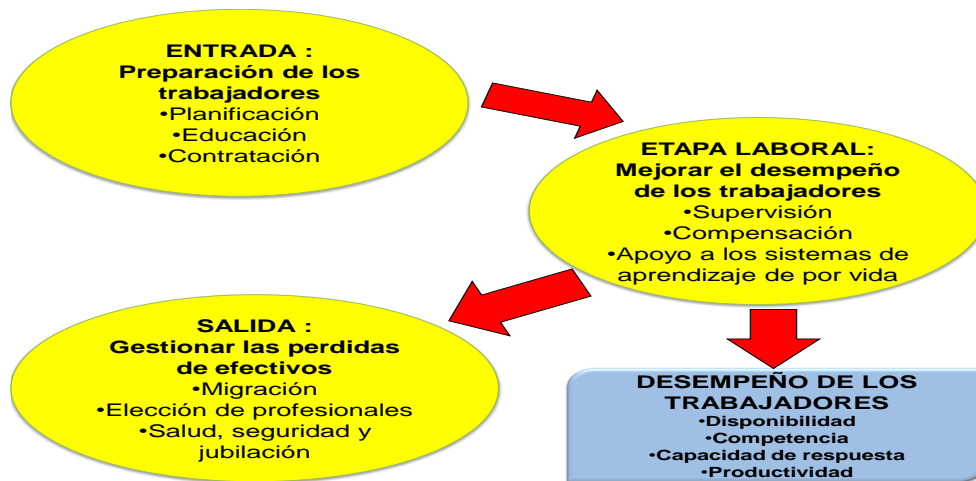 ENTRADA :
Preparación de los
trabajadores
•Planificación
•Educación
•Contratación
ETAPA LABORAL:
Mejorar el desempeño
de los trabajadores
•Supervisión
•Compensación
•Apoyo a los sistemas de
aprendizaje de por vida
SALIDA :
Gestionar las perdidas
de efectivos
•Migración
•Elección de profesionales
•Salud, seguridad y
jubilación
DESEMPEÑO DE LOS
TRABAJADORES
•Disponibilidad
•Competencia
•Capacidad de respuesta
•Productividad